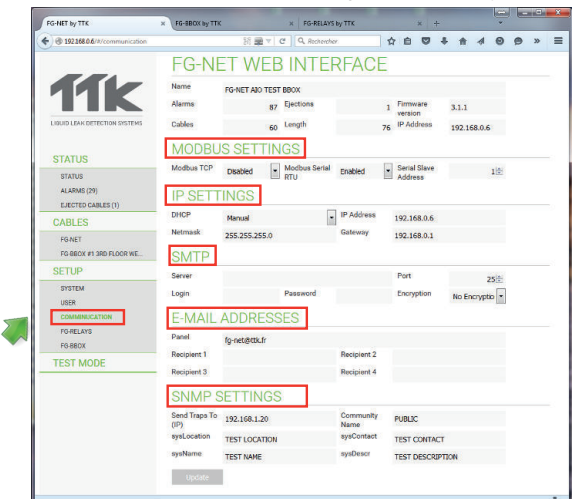 FG-NET by TTK × FG-BBOX by TTK × FG-RELAYS by TTK × +
192.168.0.6/#/communication Rechercher
TTK
LIQUID LEAK DETECTION SYSTEMS
STATUS
STATUS
ALARMS (29)
EJECTED CABLES (1)
CABLES
FG-NET
FG-BBOX #1 3RD FLOOR WE...
SETUP
SYSTEM
USER
COMMUNICATION
FG-RELAYS
FG-BBOX
TEST MODE
FG-NET WEB INTERFACE
Name FG-NET AIO TEST BBOX
Alarms 87 Ejections 1 Firmware version 3.1.1
Cables 60 Length 76 IP Address 192.168.0.6
MODBUS SETTINGS
Modbus TCP Disabled Modbus Serial RTU Enabled Serial Slave Address 1
IP SETTINGS
DHCP Manual IP Address 192.168.0.6
Netmask 255.255.255.0 Gateway 192.168.0.1
SMTP
Server Port 25
Login Password Encryption No Encryptio
E-MAIL ADDRESSES
Panel fg-net@ttk.fr
Recipient 1 Recipient 2
Recipient 3 Recipient 4
SNMP SETTINGS
Send Traps To (IP) 192.168.1.20 Community Name PUBLIC
sysLocation TEST LOCATION sysContact TEST CONTACT
sysName TEST NAME sysDescr TEST DESCRIPTION
Update